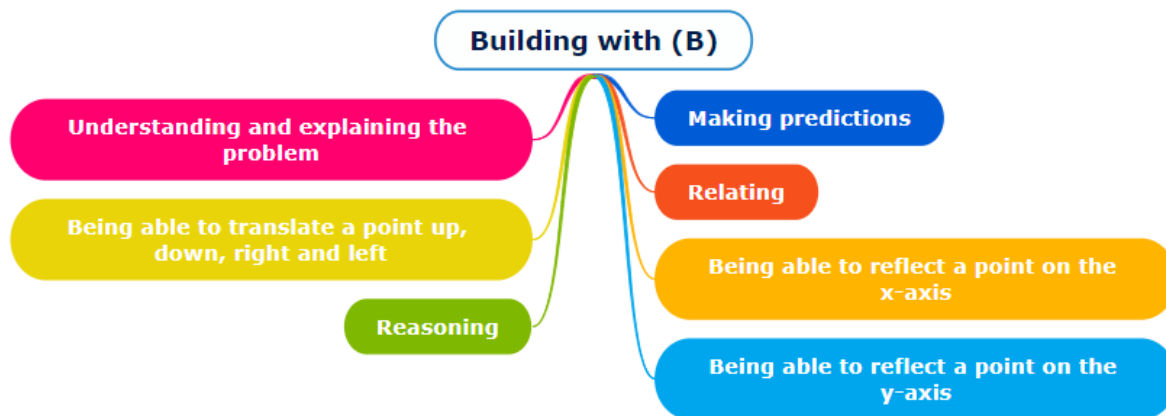 Building with (B)
Understanding and explaining the
problem
Being able to translate a point up,
down, right and left
Reasoning
Making predictions
Relating
Being able to reflect a point on the
x-axis
Being able to reflect a point on the
y-axis